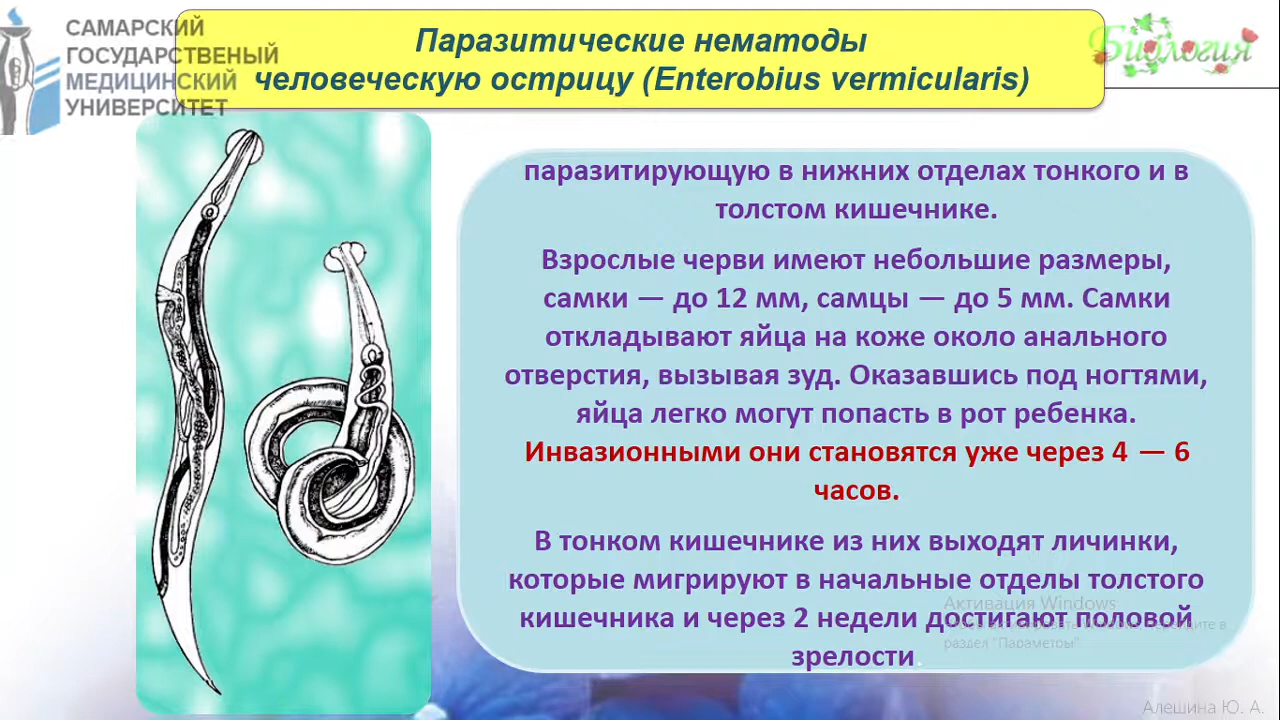 САМАРСКИЙ
ГОСУДАРСТВЕНЫЙ
МЕДИЦИНСКИЙ
УНИВЕРСИТЕТ
Паразитические нематоды
человеческую острицу (Enterobius vermicularis)
Биология
паразитирующую в нижних отделах тонкого и в
толстом кишечнике.
Взрослые черви имеют небольшие размеры,
самки — до 12 мм, самцы — до 5 мм. Самки
откладывают яйца на коже около анального
отверстия, вызывая зуд. Оказавшись под ногтями,
яйца легко могут попасть в рот ребенка.
Инвазионными они становятся уже через 4 — 6
часов.
В тонком кишечнике из них выходят личинки,
которые мигрируют в начальные отделы толстого
кишечника и через 2 недели достигают половой
зрелости.
Активация Windows
раздел "Параметры"
Алешина Ю. А.